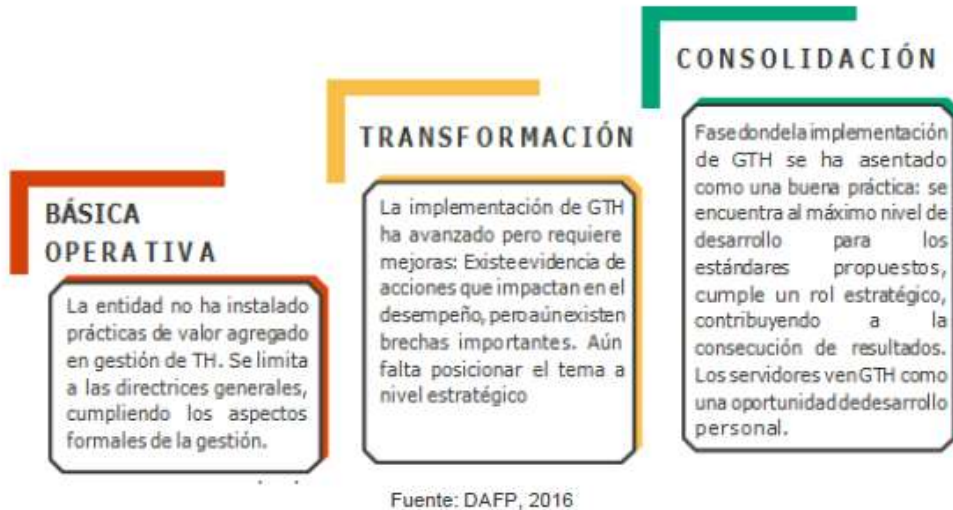 BÁSICA
OPERATIVA
La entidad no ha instalado
prácticas de valor agregado
en gestión de TH. Se limita
a las directrices generales,
cumpliendo los aspectos
formales de la gestión.
TRANSFORMACIÓN
La implementación de GTH
ha avanzado pero requiere
mejoras: Existe evidencia de
acciones que impactan en el
desempeño, pero aún existen
brechas importantes. Aún
falta posicionar el tema a
nivel estratégico
CONSOLIDACIÓN
Fase donde la implementación
de GTH se ha asentado
como una buena práctica: se
encuentra al máximo nivel de
desarrollo para los
estándares propuestos,
cumple un rol estratégico,
contribuyendo a la
consecución de resultados.
Los servidores ven GTH como
una oportunidad de desarrollo
personal.
Fuente: DAFP, 2016